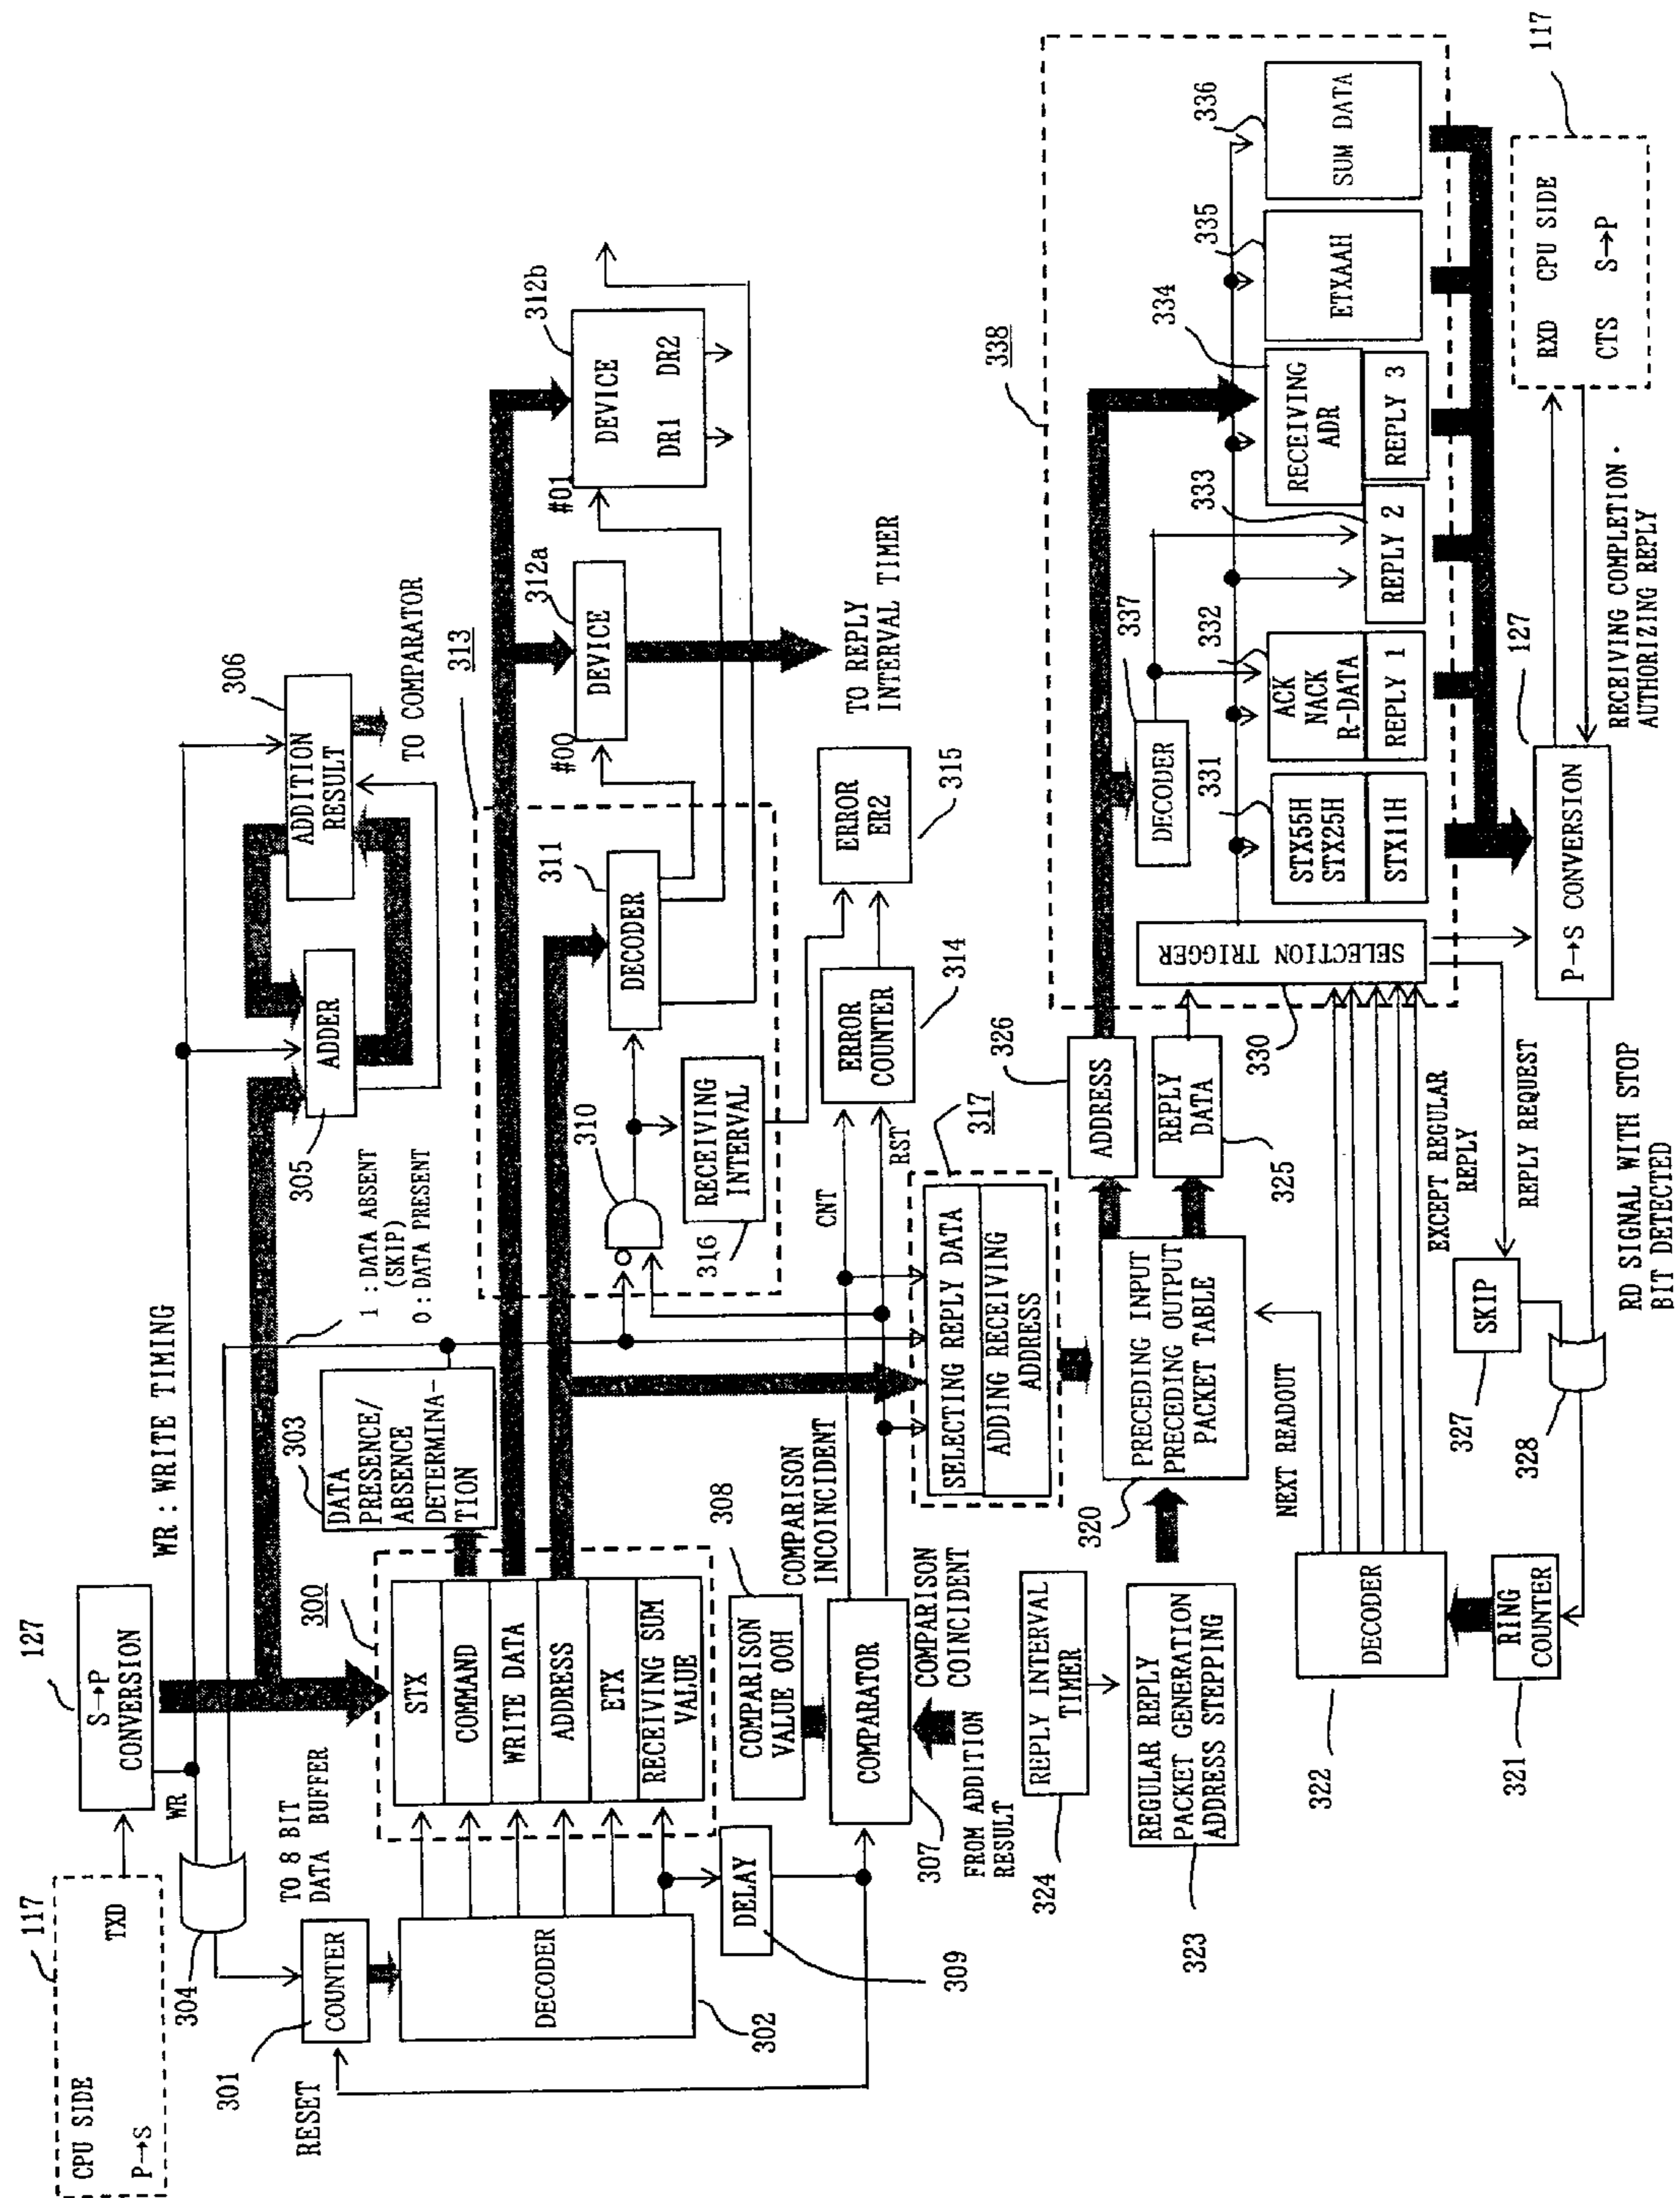 117
CPU SIDE
TXD
P→S
127
S→P
CONVERSION
WR
WR : WRITE TIMING
304
TO 8 BIT
DATA BUFFER
301
COUNTER
RESET
DECODER
302
300
STX
COMMAND
WRITE DATA
ADDRESS
ETX
RECEIVING SUM
VALUE
303
DATA
PRESENCE/
ABSENCE
DETERMINA-
TION
1 : DATA ABSENT
(SKIP)
0 : DATA PRESENT
305
ADDER
306
ADDITION
RESULT
TO COMPARATOR
DELAY
309
308
COMPARISON
VALUE OOH
COMPARISON
INCOINCIDENT
COMPARATOR
307
COMPARISON
COINCIDENT
FROM ADDITION
RESULT
313
310
311
DECODER
RECEIVING
INTERVAL
316
#00
312a
DEVICE
#01
312b
DEVICE
DR1 DR2
TO REPLY
INTERVAL TIMER
CNT
RST
ERROR
COUNTER
314
ERROR
ER2
315
317
SELECTING REPLY DATA
ADDING RECEIVING
ADDRESS
324
REPLY INTERVAL
TIMER
323
REGULAR REPLY
PACKET GENERATION
ADDRESS STEPPING
320
PRECEDING INPUT
PRECEDING OUTPUT
PACKET TABLE
326
ADDRESS
REPLY
DATA
325
NEXT READOUT
322
DECODER
321
RING
COUNTER
EXCEPT REGULAR
REPLY
REPLY REQUEST
327
SKIP
328
RD SIGNAL WITH STOP
BIT DETECTED
338
330
SELECTION TRIGGER
337
DECODER
331
STX55H
STX25H
STX11H
332
ACK
NACK
R-DATA
REPLY 1
333
REPLY 2
334
RECEIVING
ADR
REPLY 3
335
ETXAAH
336
SUM DATA
127
P→S CONVERSION
RECEIVING COMPLETION ·
AUTHORIZING REPLY
117
RXD CPU SIDE
CTS S→P